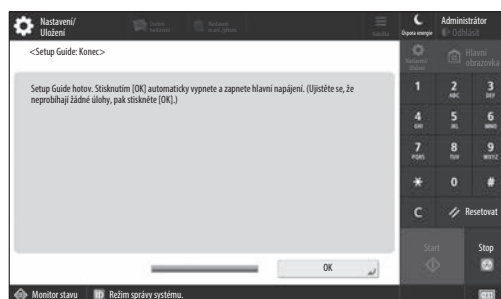 Nastavení/
Uložení
Úspora energie
Administrátor
Odhlásit
<Setup Guide: Konec>
Hlavní
obrazovka
Setup Guide hotov. Stisknutím [OK] automaticky vypnete a zapnete hlavní napájení. (Ujistěte se, že
neprobíhají žádné úlohy, pak stiskněte [OK].)
1
2
ABC
3
DEF
4
GHI
5
JKL
6
MNO
7
PQRS
8
TUV
9
WXYZ
*
0
#
C
Resetovat
Start
Stop
OK
Monitor stavu
ID
Režim správy systému.